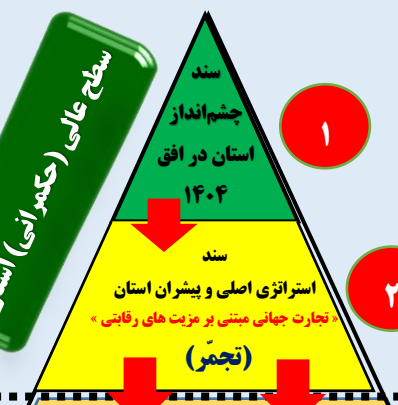 سطح عالی (حکمرانی)
سند
چشم‌انداز
استان در افق
۱۴۰۴
۱
سند
استراتژی اصلی و پیشران استان
« تجارت جهانی مبتنی بر مزیت های رقابتی »
(تجمّر)
۲